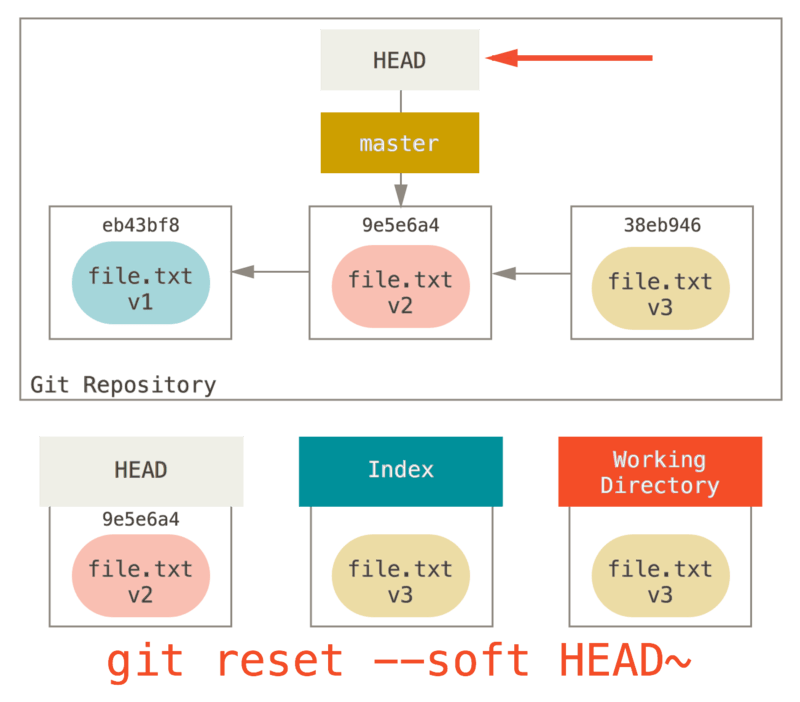 HEAD
master
eb43bf8
9e5e6a4
38eb946
file.txt
v1
file.txt
v2
file.txt
v3
Git Repository
HEAD
Index
Working
Directory
9e5e6a4
file.txt
v2
file.txt
v3
file.txt
v3
git reset --soft HEAD~